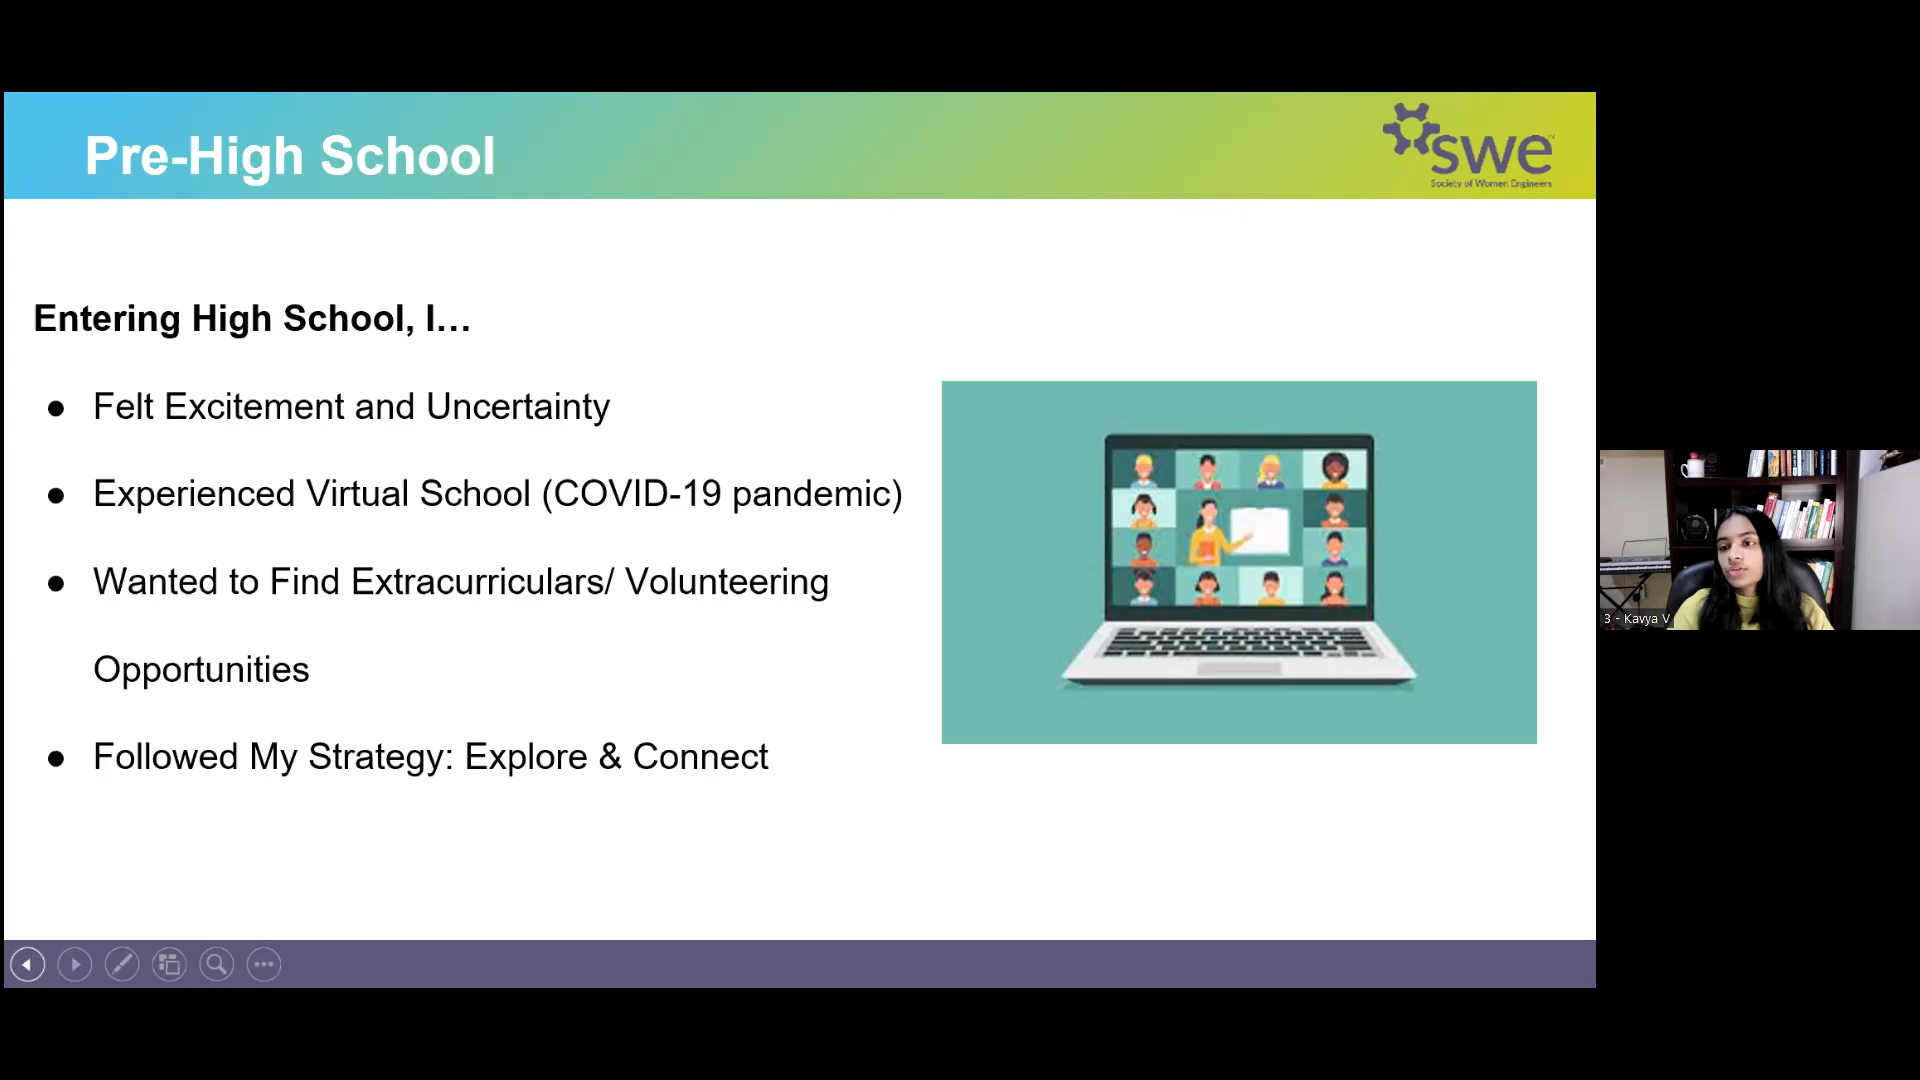 Pre-High School
swe
Society of Women Engineers
Entering High School, I…
● Felt Excitement and Uncertainty
● Experienced Virtual School (COVID-19 pandemic)
● Wanted to Find Extracurriculars/ Volunteering
Opportunities
● Followed My Strategy: Explore & Connect
3 - Kavya V